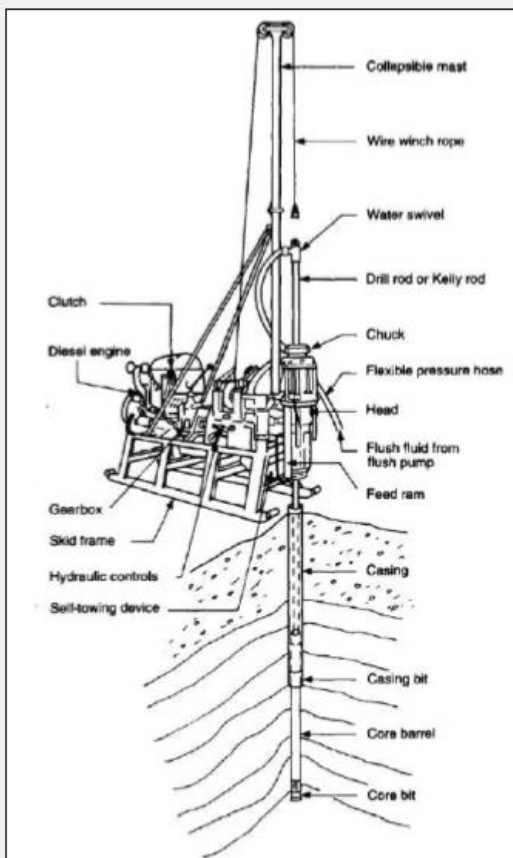 Collapsible mast
Wire winch rope
Water swivel
Drill rod or Kelly rod
Clutch
Chuck
Diesel engine
Flexible pressure hose
Head
Flush fluid from
flush pump
Gearbox
Feed ram
Skid frame
Hydraulic controls
Casing
Self-towing device
Casing bit
Core barrel
Core bit